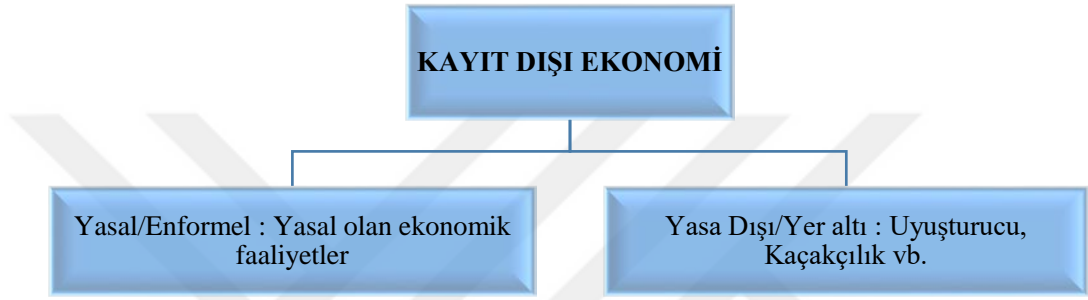 KAYIT DIŞI EKONOMİ
Yasal/Enformel : Yasal olan ekonomik
faaliyetler
Yasa Dışı/Yer altı : Uyuşturucu,
Kaçakçılık vb.